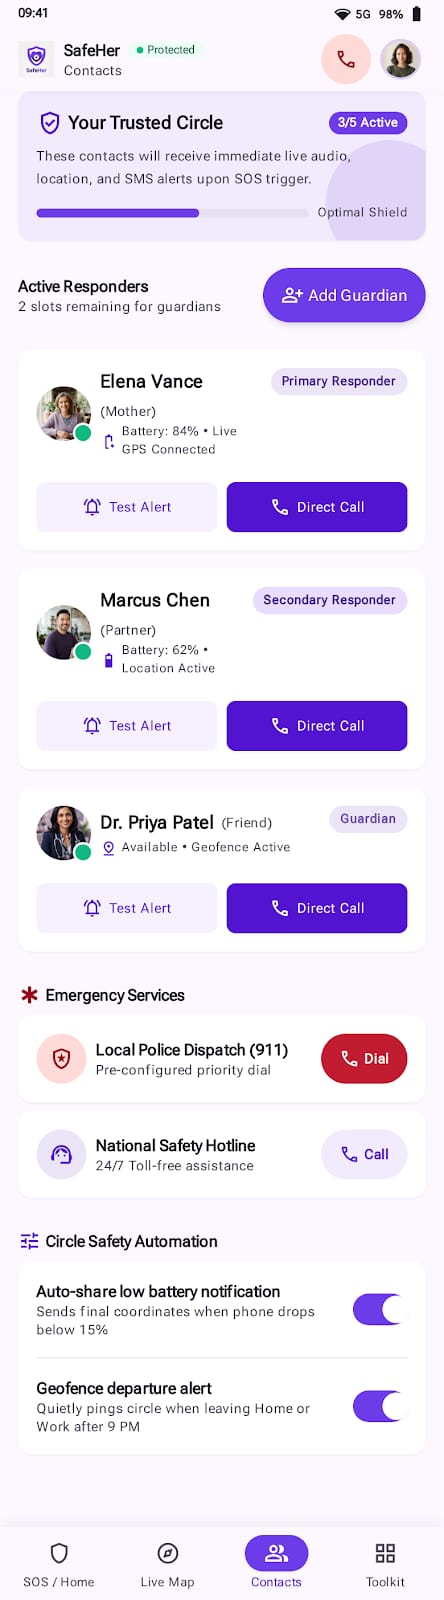 09:41
5G 98%
SafeHer
SafeHer
Protected
Contacts
Your Trusted Circle
3/5 Active
These contacts will receive immediate live audio,
location, and SMS alerts upon SOS trigger.
Optimal Shield
Active Responders
2 slots remaining for guardians
Add Guardian
Elena Vance
Primary Responder
(Mother)
Battery: 84% • Live
GPS Connected
Test Alert
Direct Call
Marcus Chen
Secondary Responder
(Partner)
Battery: 62% •
Location Active
Test Alert
Direct Call
Dr. Priya Patel (Friend)
Guardian
Available • Geofence Active
Test Alert
Direct Call
Emergency Services
Local Police Dispatch (911)
Pre-configured priority dial
Dial
National Safety Hotline
24/7 Toll-free assistance
Call
Circle Safety Automation
Auto-share low battery notification
Sends final coordinates when phone drops
below 15%
Geofence departure alert
Quietly pings circle when leaving Home or
Work after 9 PM
SOS / Home
Live Map
Contacts
Toolkit